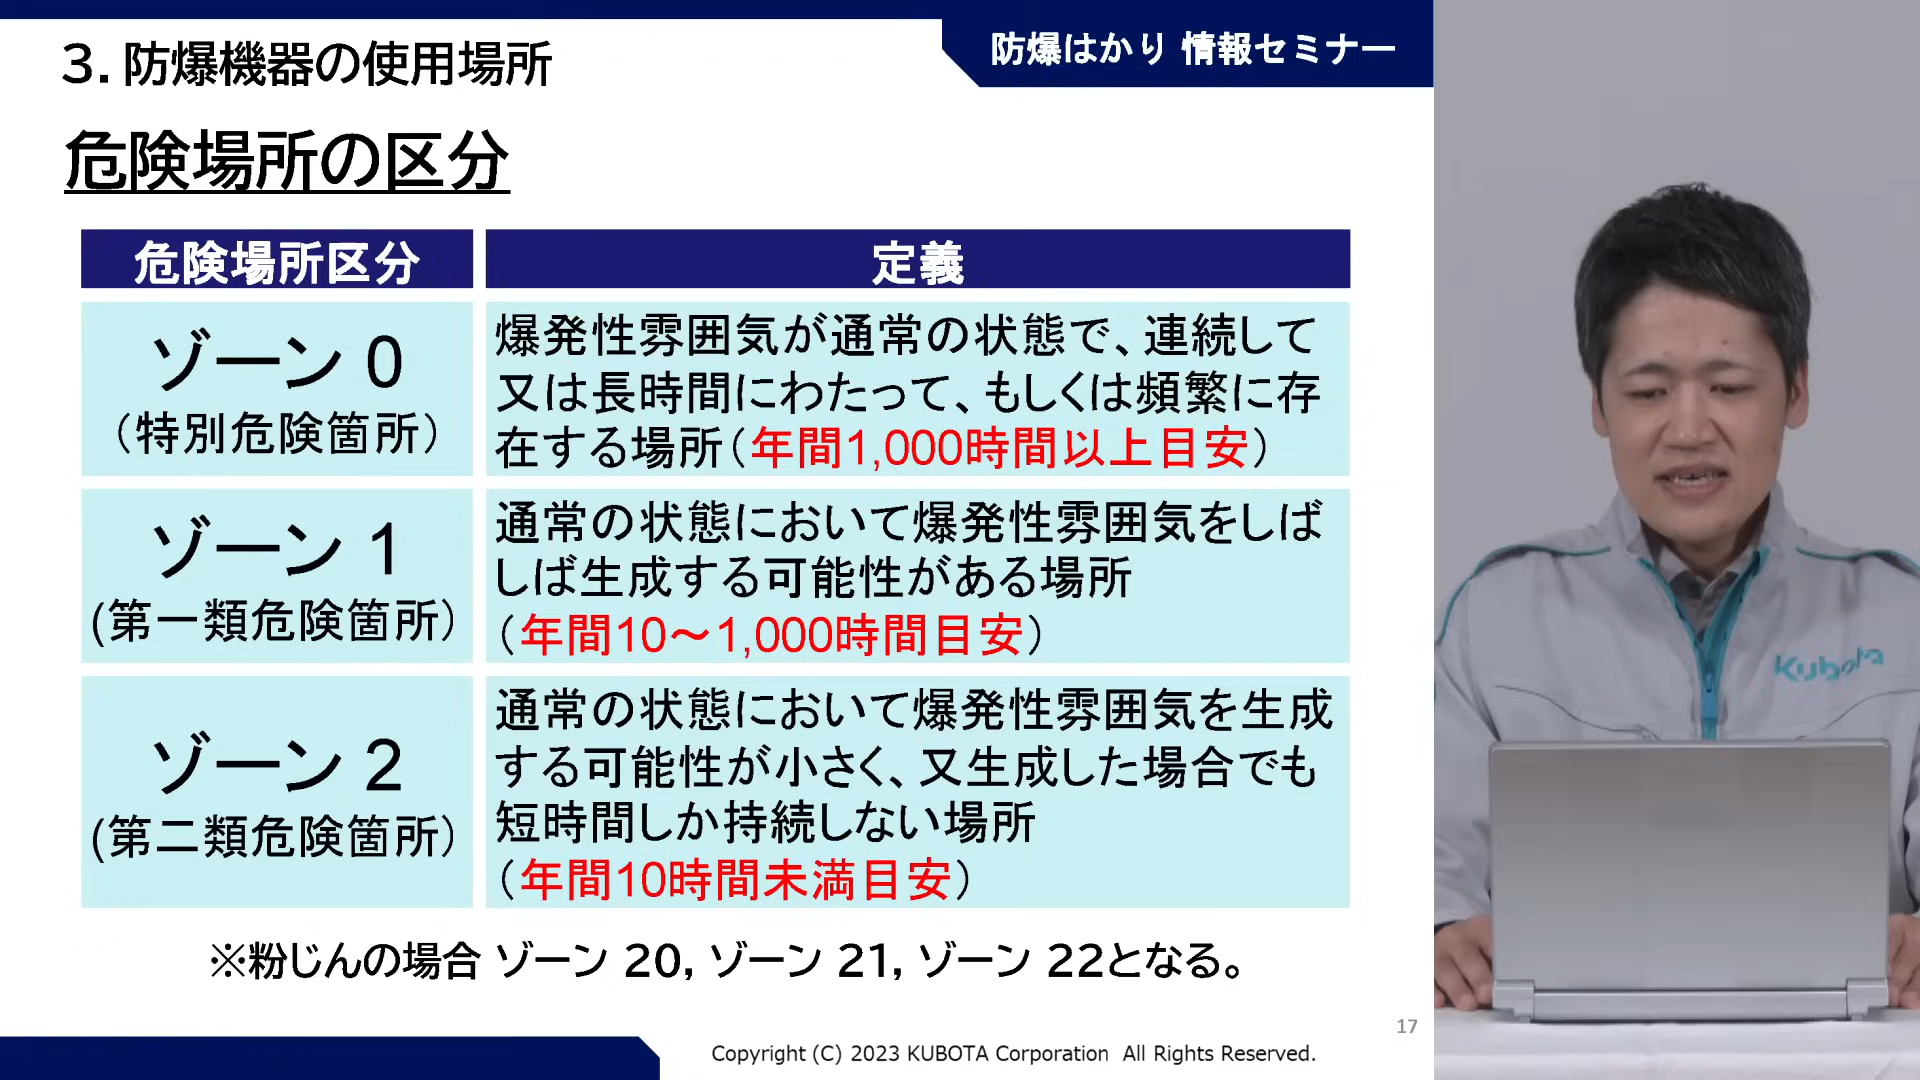 3. 防爆機器の使用場所
防爆はかり 情報セミナー
危険場所の区分
危険場所区分
定義
ゾーン 0
（特別危険箇所）
爆発性雰囲気が通常の状態で、連続して
又は長時間にわたって、もしくは頻繁に存
在する場所（年間1,000時間以上目安）
ゾーン 1
(第一類危険箇所)
通常の状態において爆発性雰囲気をしば
しば生成する可能性がある場所
（年間10～1,000時間目安）
ゾーン 2
(第二類危険箇所)
通常の状態において爆発性雰囲気を生成
する可能性が小さく、又生成した場合でも
短時間しか持続しない場所
（年間10時間未満目安）
※粉じんの場合 ゾーン 20, ゾーン 21, ゾーン 22となる。
17
Copyright (C) 2023 KUBOTA Corporation All Rights Reserved.
Kubota